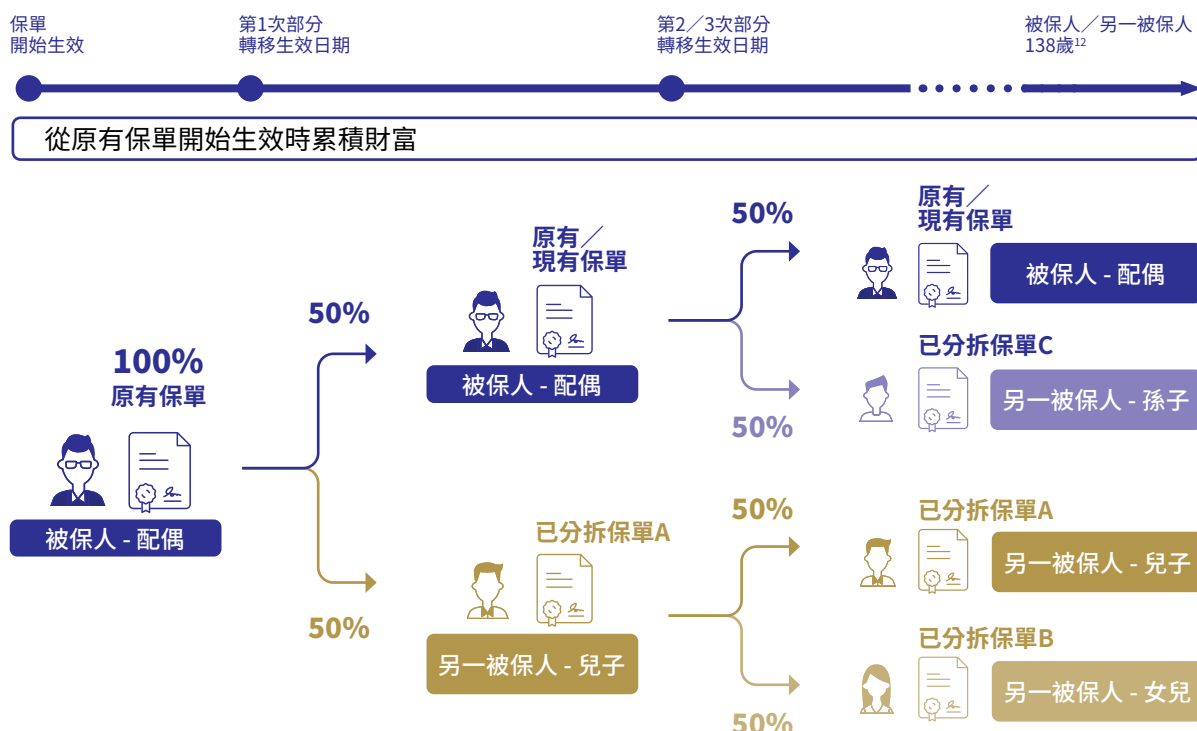 保單
開始生效
第1次部分
轉移生效日期
第2／3次部分
轉移生效日期
被保人／另一被保人
138歲12
從原有保單開始生效時累積財富
100%
原有保單
被保人 - 配偶
50%
原有／
現有保單
被保人 - 配偶
50%
已分拆保單A
另一被保人 - 兒子
50%
原有／
現有保單
被保人 - 配偶
50%
已分拆保單C
另一被保人 - 孫子
50%
已分拆保單A
另一被保人 - 兒子
50%
已分拆保單B
另一被保人 - 女兒